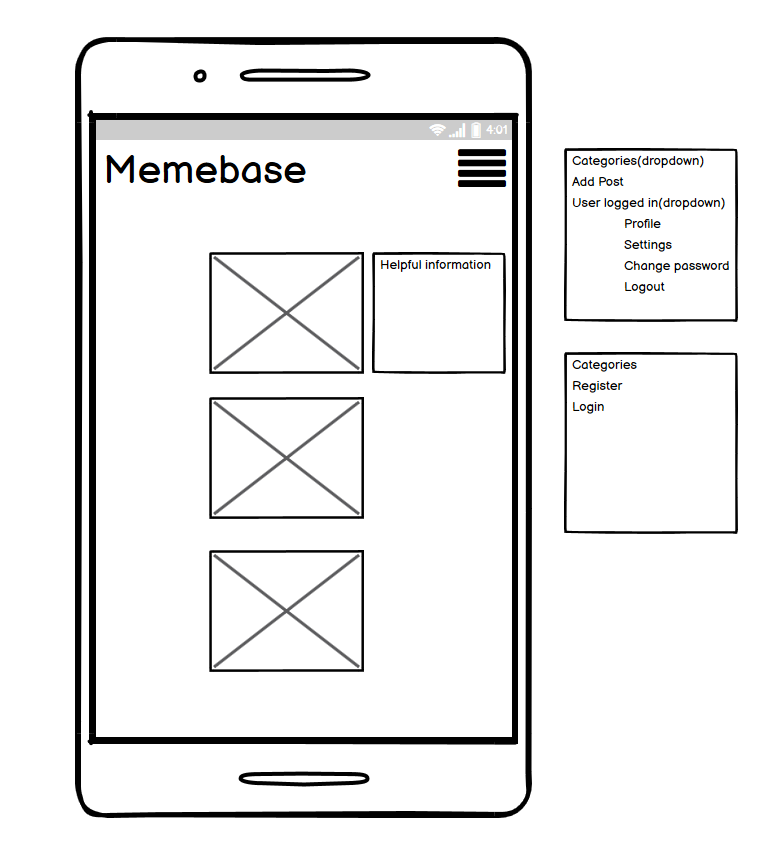 4:01
Memebase
Helpful information
Categories(dropdown)
Add Post
User logged in(dropdown)
Profile
Settings
Change password
Logout
Categories
Register
Login